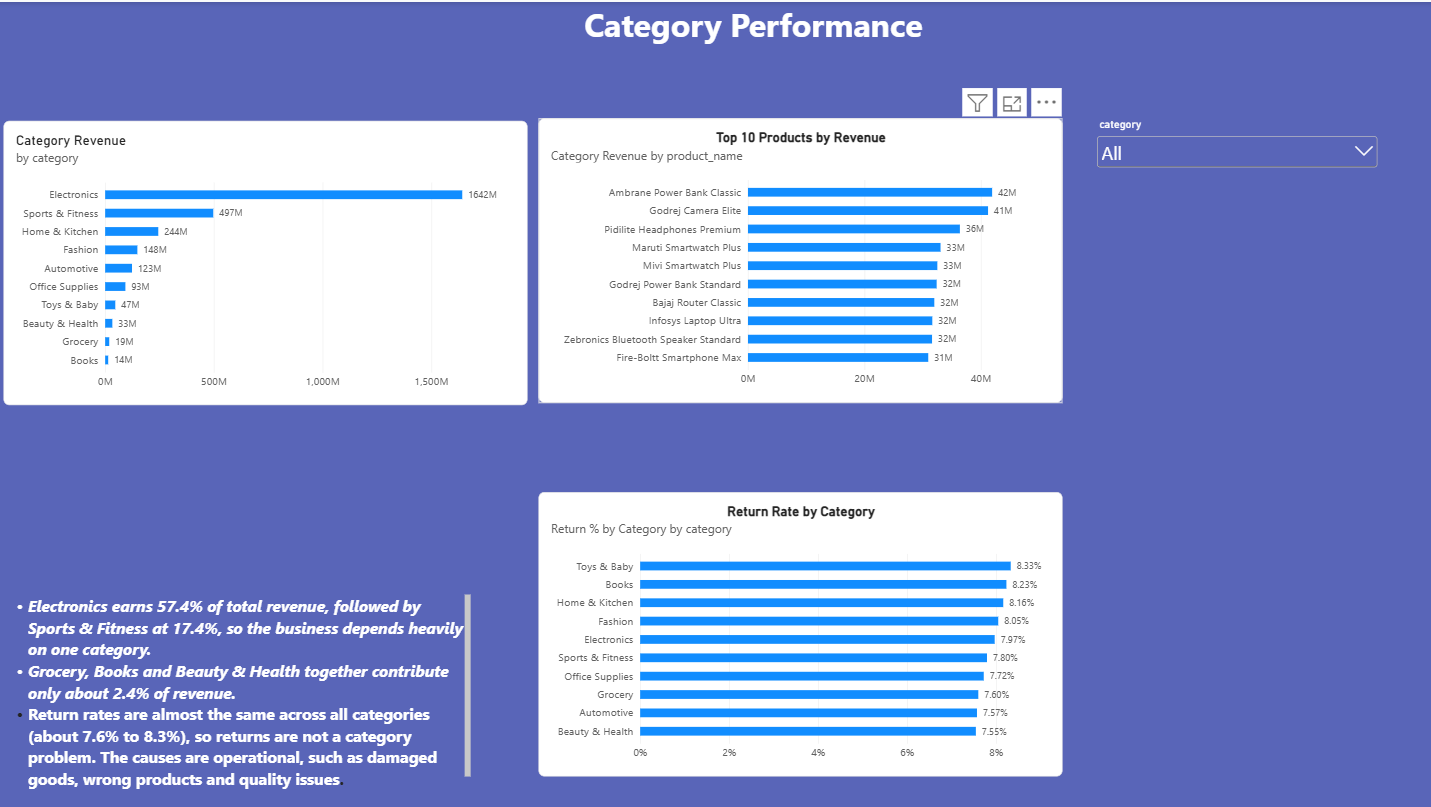 Category Performance
Category Revenue
by category
Electronics 1642M
Sports & Fitness 497M
Home & Kitchen 244M
Fashion 148M
Automotive 123M
Office Supplies 93M
Toys & Baby 47M
Beauty & Health 33M
Grocery 19M
Books 14M
0M 500M 1,000M 1,500M
Top 10 Products by Revenue
Category Revenue by product_name
Ambrane Power Bank Classic 42M
Godrej Camera Elite 41M
Pidilite Headphones Premium 36M
Maruti Smartwatch Plus 33M
Mivi Smartwatch Plus 33M
Godrej Power Bank Standard 32M
Bajaj Router Classic 32M
Infosys Laptop Ultra 32M
Zebronics Bluetooth Speaker Standard 32M
Fire-Boltt Smartphone Max 31M
0M 20M 40M
category
All
• Electronics earns 57.4% of total revenue, followed by
Sports & Fitness at 17.4%, so the business depends heavily
on one category.
• Grocery, Books and Beauty & Health together contribute
only about 2.4% of revenue.
• Return rates are almost the same across all categories
(about 7.6% to 8.3%), so returns are not a category
problem. The causes are operational, such as damaged
goods, wrong products and quality issues.
Return Rate by Category
Return % by Category by category
Toys & Baby 8.33%
Books 8.23%
Home & Kitchen 8.16%
Fashion 8.05%
Electronics 7.97%
Sports & Fitness 7.80%
Office Supplies 7.72%
Grocery 7.60%
Automotive 7.57%
Beauty & Health 7.55%
0% 2% 4% 6% 8%